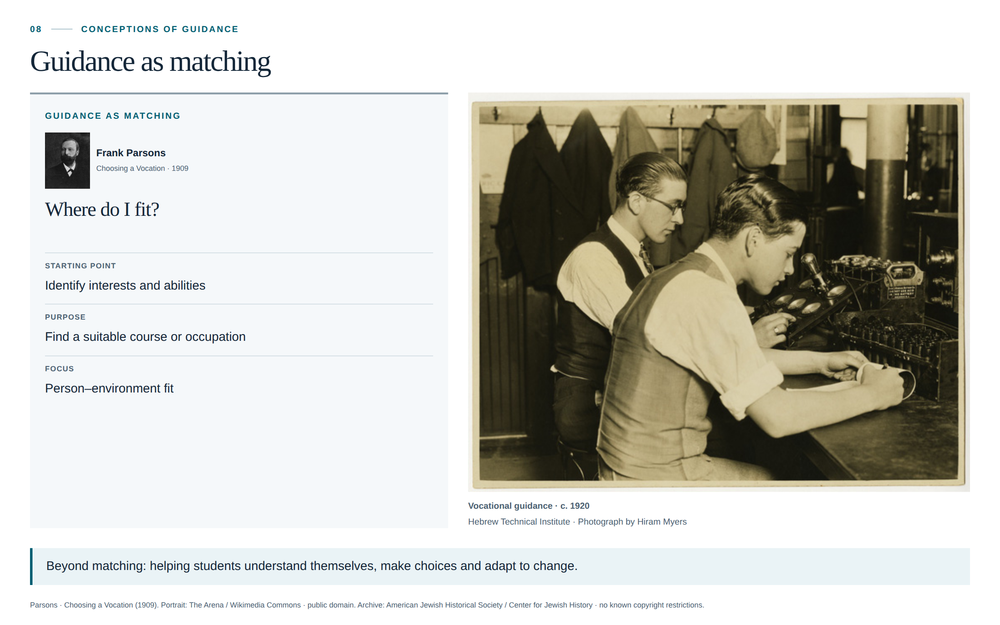 08 CONCEPTIONS OF GUIDANCE
Guidance as matching
GUIDANCE AS MATCHING
Frank Parsons
Choosing a Vocation · 1909
Where do I fit?
STARTING POINT
Identify interests and abilities
PURPOSE
Find a suitable course or occupation
FOCUS
Person–environment fit
Vocational guidance · c. 1920
Hebrew Technical Institute · Photograph by Hiram Myers
Beyond matching: helping students understand themselves, make choices and adapt to change.
Parsons · Choosing a Vocation (1909). Portrait: The Arena / Wikimedia Commons · public domain. Archive: American Jewish Historical Society / Center for Jewish History · no known copyright restrictions.